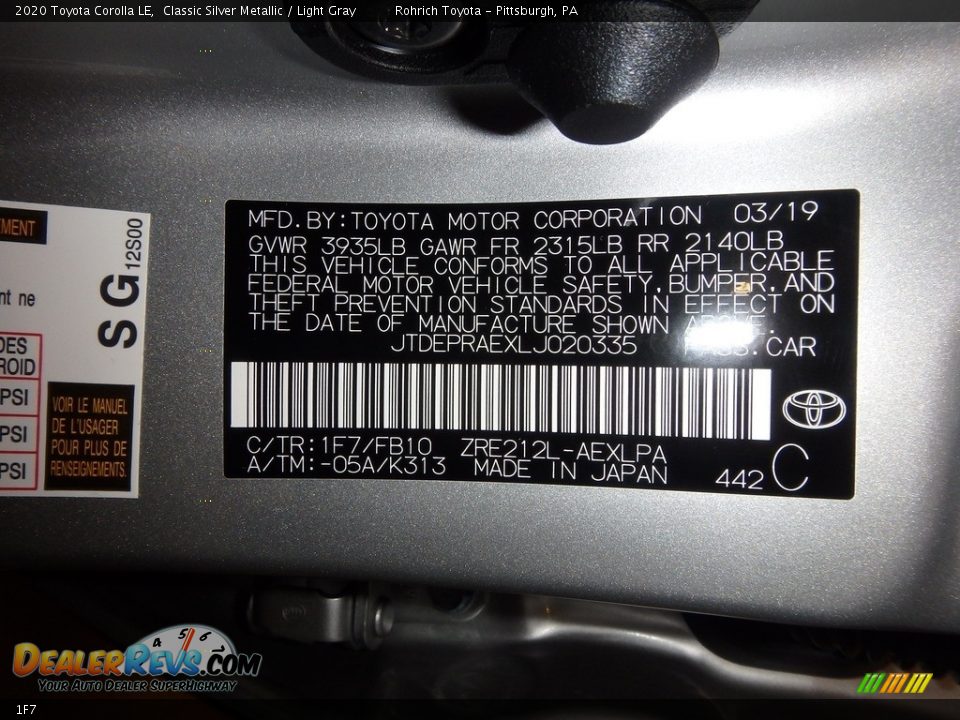 2020 Toyota Corolla LE, Classic Silver Metallic / Light Gray Rohrich Toyota - Pittsburgh, PA
MFD.BY:TOYOTA MOTOR CORPORATION 03/19
GVWR 3935LB GAWR FR 2315LB RR 2140LB
THIS VEHICLE CONFORMS TO ALL APPLICABLE
FEDERAL MOTOR VEHICLE SAFETY,BUMPER,AND
THEFT PREVENTION STANDARDS IN EFFECT ON
THE DATE OF MANUFACTURE SHOWN ABOVE.
JTDEPRAEXLJ020335 PASS.CAR
C/TR:1F7/FB10 ZRE212L-AEXLPA
A/TM:-05A/K313 MADE IN JAPAN
442 C
SG 12S00
PSI
PSI
PSI
VOIR LE MANUEL
DE L'USAGER
POUR PLUS DE
RENSEIGNEMENTS.
DEALERREVS.COM
YOUR AUTO DEALER SUPERHIGHWAY
1F7